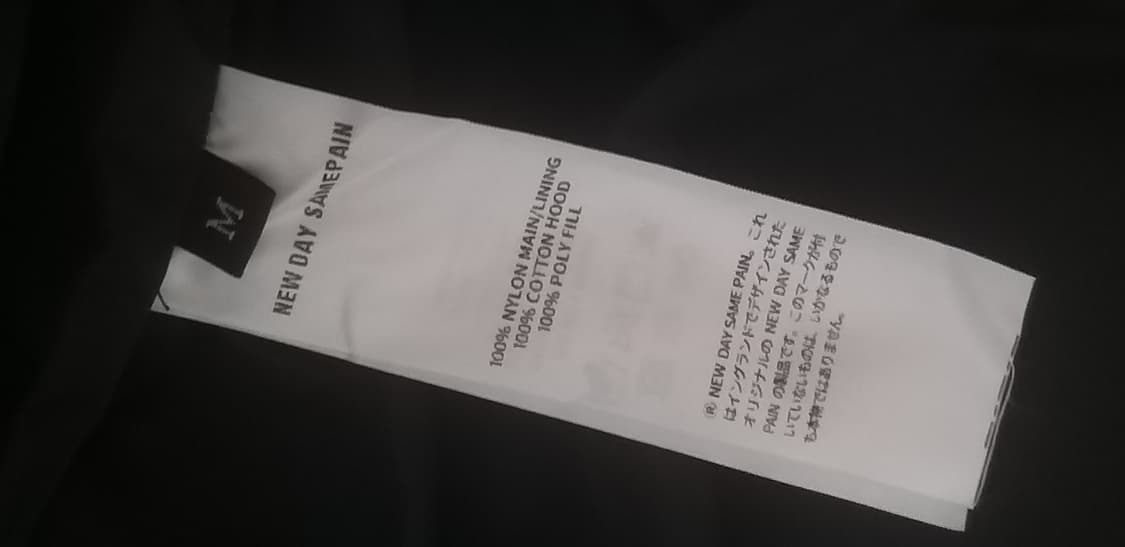 M
NEW DAY SAMEPAIN
100% NYLON MAIN/LINING
100% COTTON HOOD
100% POLY FILL
® NEW DAY SAME PAIN。これ
はイングランドでデザインされた
オリジナルの NEW DAY SAME
PAIN の製品です。このマークが付
いていないものは、いかなるもので
も本物ではありません。